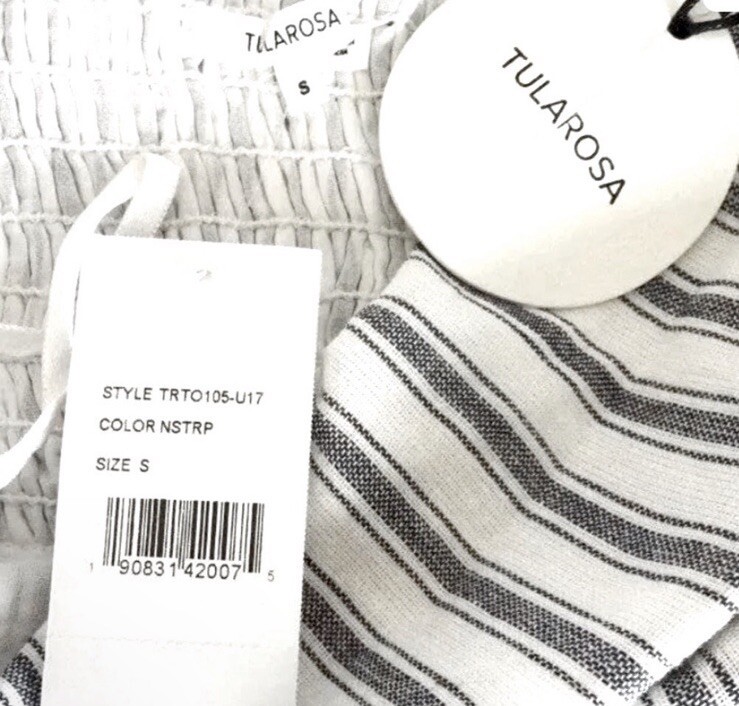 TULAROSA
S
TULAROSA
STYLE TRTO105-U17
COLOR NSTRP
SIZE S
1 90831 42007 5